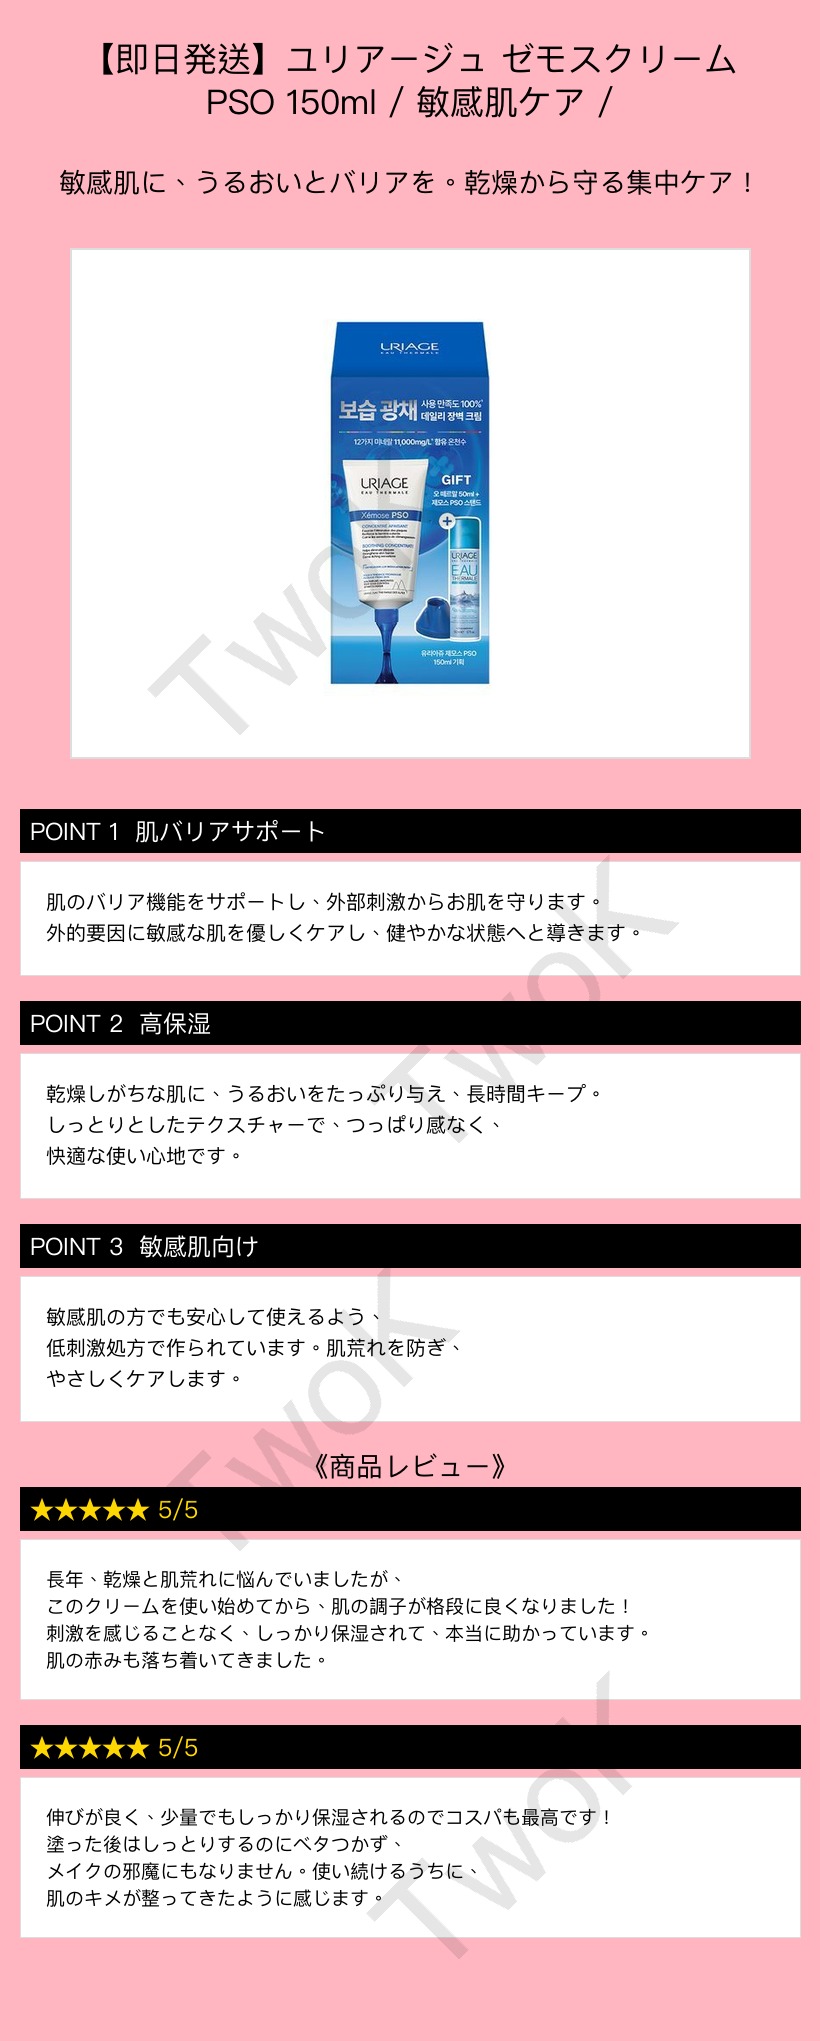 【即日発送】ユリアージュ ゼモスクリーム
PSO 150ml / 敏感肌ケア /
敏感肌に、うるおいとバリアを。乾燥から守る集中ケア！
URIAGE
EAU THERMALE
보습 광채 사용 만족도 100%
데일리 장벽 크림
12가지 미네랄 11,000mg/L 함유 온천수
URIAGE
EAU THERMALE
Xémose PSO
CONCENTRÉ APAISANT
SOOTHING CONCENTRATE
GIFT
오 떼르말 50ml +
제모스 PSO 스탠드
+
URIAGE
EAU
THERMALE
유리아쥬 제모스 PSO
150ml 기획
TwoK
POINT 1 肌バリアサポート
肌のバリア機能をサポートし、外部刺激からお肌を守ります。
外的要因に敏感な肌を優しくケアし、健やかな状態へと導きます。
TwoK
POINT 2 高保湿
乾燥しがちな肌に、うるおいをたっぷり与え、長時間キープ。
しっとりとしたテクスチャーで、つっぱり感なく、
快適な使い心地です。
POINT 3 敏感肌向け
敏感肌の方でも安心して使えるよう、
低刺激処方で作られています。肌荒れを防ぎ、
やさしくケアします。
TwoK
《商品レビュー》
★★★★★ 5/5
長年、乾燥と肌荒れに悩んでいましたが、
このクリームを使い始めてから、肌の調子が格段に良くなりました！
刺激を感じることなく、しっかり保湿されて、本当に助かっています。
肌の赤みも落ち着いてきました。
★★★★★ 5/5
伸びが良く、少量でもしっかり保湿されるのでコスパも最高です！
塗った後はしっとりするのにベタつかず、
メイクの邪魔にもなりません。使い続けるうちに、
肌のキメが整ってきたように感じます。
TwoK